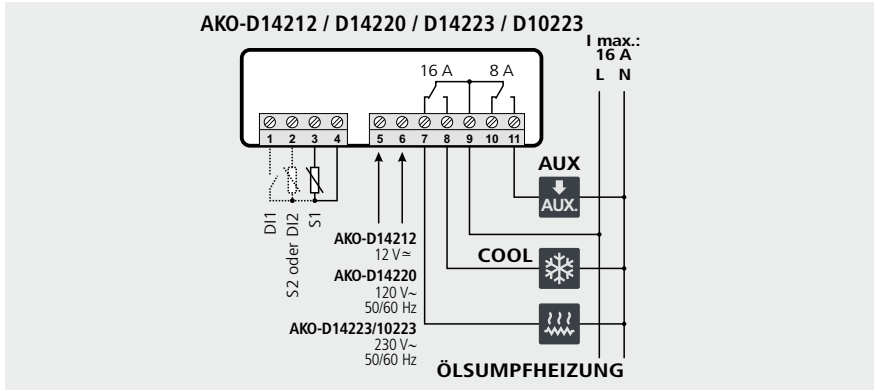 AKO-D14212 / D14220 / D14223 / D10223
I max.:
16 A
L N
16 A 8 A
1 2 3 4 5 6 7 8 9 10 11
DI1
S2 oder DI2
S1
AUX
AUX.
AKO-D14212
12 V≂
COOL
AKO-D14220
120 V~
50/60 Hz
AKO-D14223/10223
230 V~
50/60 Hz
ÖLSUMPFHEIZUNG